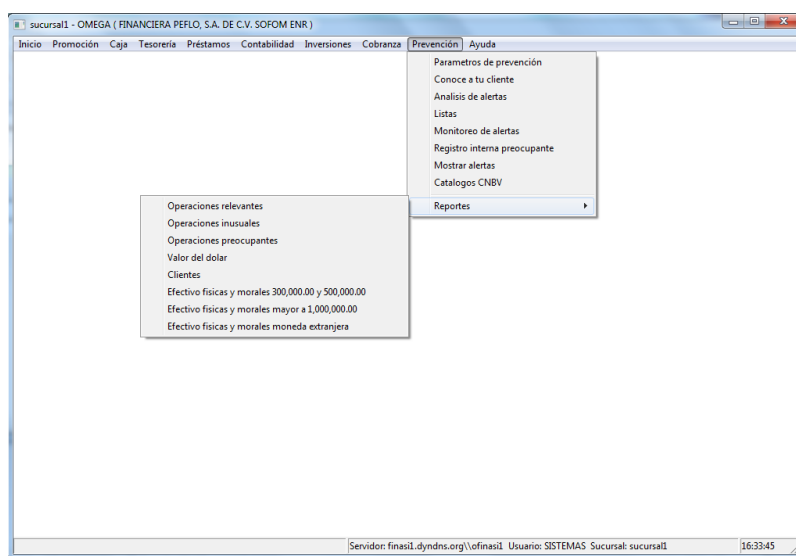 sucursal1 - OMEGA ( FINANCIERA PEFLO, S.A. DE C.V. SOFOM ENR )
Inicio Promoción Caja Tesorería Préstamos Contabilidad Inversiones Cobranza Prevención Ayuda
Parametros de prevención
Conoce a tu cliente
Analisis de alertas
Listas
Monitoreo de alertas
Registro interna preocupante
Mostrar alertas
Catalogos CNBV
Reportes
Operaciones relevantes
Operaciones inusuales
Operaciones preocupantes
Valor del dolar
Clientes
Efectivo fisicas y morales 300,000.00 y 500,000.00
Efectivo fisicas y morales mayor a 1,000,000.00
Efectivo fisicas y morales moneda extranjera
Servidor: finasi1.dyndns.org\\ofinasi1 Usuario: SISTEMAS Sucursal: sucursal1 16:33:45